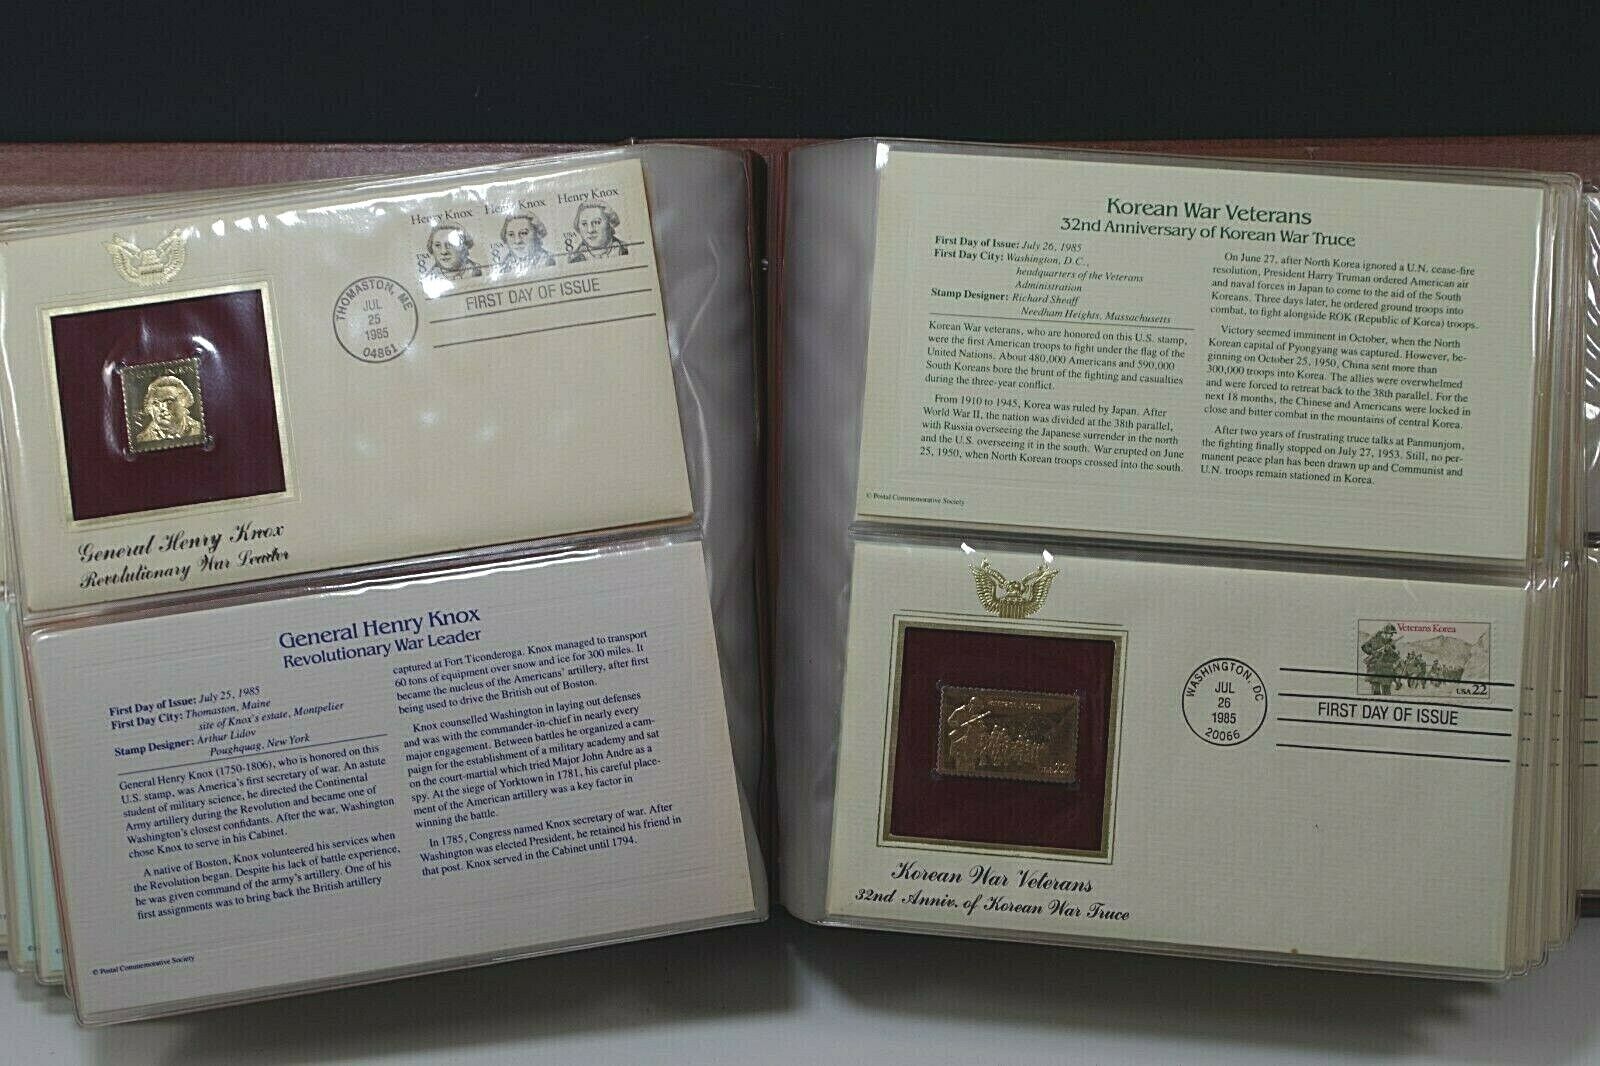 Henry Knox
Henry Knox
Henry Knox
USA
8
USA
8
USA
8
THOMASTON, ME
JUL
25
1985
04861
FIRST DAY OF ISSUE
General Henry Knox
Revolutionary War Leader
General Henry Knox
Revolutionary War Leader
First Day of Issue: July 25, 1985
First Day City: Thomaston, Maine
site of Knox's estate, Montpelier
Stamp Designer: Arthur Lidov
Poughquag, New York
General Henry Knox (1750-1806), who is honored on this
U.S. stamp, was America's first secretary of war. An astute
student of military science, he directed the Continental
Army artillery during the Revolution and became one of
Washington's closest confidants. After the war, Washington
chose Knox to serve in his Cabinet.
A native of Boston, Knox volunteered his services when
the Revolution began. Despite his lack of battle experience,
he was given command of the army's artillery. One of his
first assignments was to bring back the British artillery
captured at Fort Ticonderoga. Knox managed to transport
60 tons of equipment over snow and ice for 300 miles. It
became the nucleus of the Americans' artillery, after first
being used to drive the British out of Boston.
Knox counselled Washington in laying out defenses
and was with the commander-in-chief in nearly every
major engagement. Between battles he organized a cam-
paign for the establishment of a military academy and sat
on the court-martial which tried Major John Andre as a
spy. At the siege of Yorktown in 1781, his careful place-
ment of the American artillery was a key factor in
winning the battle.
In 1785, Congress named Knox secretary of war. After
Washington was elected President, he retained his friend in
that post. Knox served in the Cabinet until 1794.
© Postal Commemorative Society
Korean War Veterans
32nd Anniversary of Korean War Truce
First Day of Issue: July 26, 1985
First Day City: Washington, D.C.,
headquarters of the Veterans
Administration
Stamp Designer: Richard Sheaff
Needham Heights, Massachusetts
Korean War veterans, who are honored on this U.S. stamp,
were the first American troops to fight under the flag of the
United Nations. About 480,000 Americans and 590,000
South Koreans bore the brunt of the fighting and casualties
during the three-year conflict.
From 1910 to 1945, Korea was ruled by Japan. After
World War II, the nation was divided at the 38th parallel,
with Russia overseeing the Japanese surrender in the north
and the U.S. overseeing it in the south. War erupted on June
25, 1950, when North Korean troops crossed into the south.
On June 27, after North Korea ignored a U.N. cease-fire
resolution, President Harry Truman ordered American air
and naval forces in Japan to come to the aid of the South
Koreans. Three days later, he ordered ground troops into
combat, to fight alongside ROK (Republic of Korea) troops.
Victory seemed imminent in October, when the North
Korean capital of Pyongyang was captured. However, be-
ginning on October 25, 1950, China sent more than
300,000 troops into Korea. The allies were overwhelmed
and were forced to retreat back to the 38th parallel. For the
next 18 months, the Chinese and Americans were locked in
close and bitter combat in the mountains of central Korea.
After two years of frustrating truce talks at Panmunjom,
the fighting finally stopped on July 27, 1953. Still, no per-
manent peace plan has been drawn up and Communist and
U.N. troops remain stationed in Korea.
© Postal Commemorative Society
Veterans Korea
USA 22
WASHINGTON, DC
JUL
26
1985
20066
FIRST DAY OF ISSUE
Korean War Veterans
32nd Anniv. of Korean War Truce